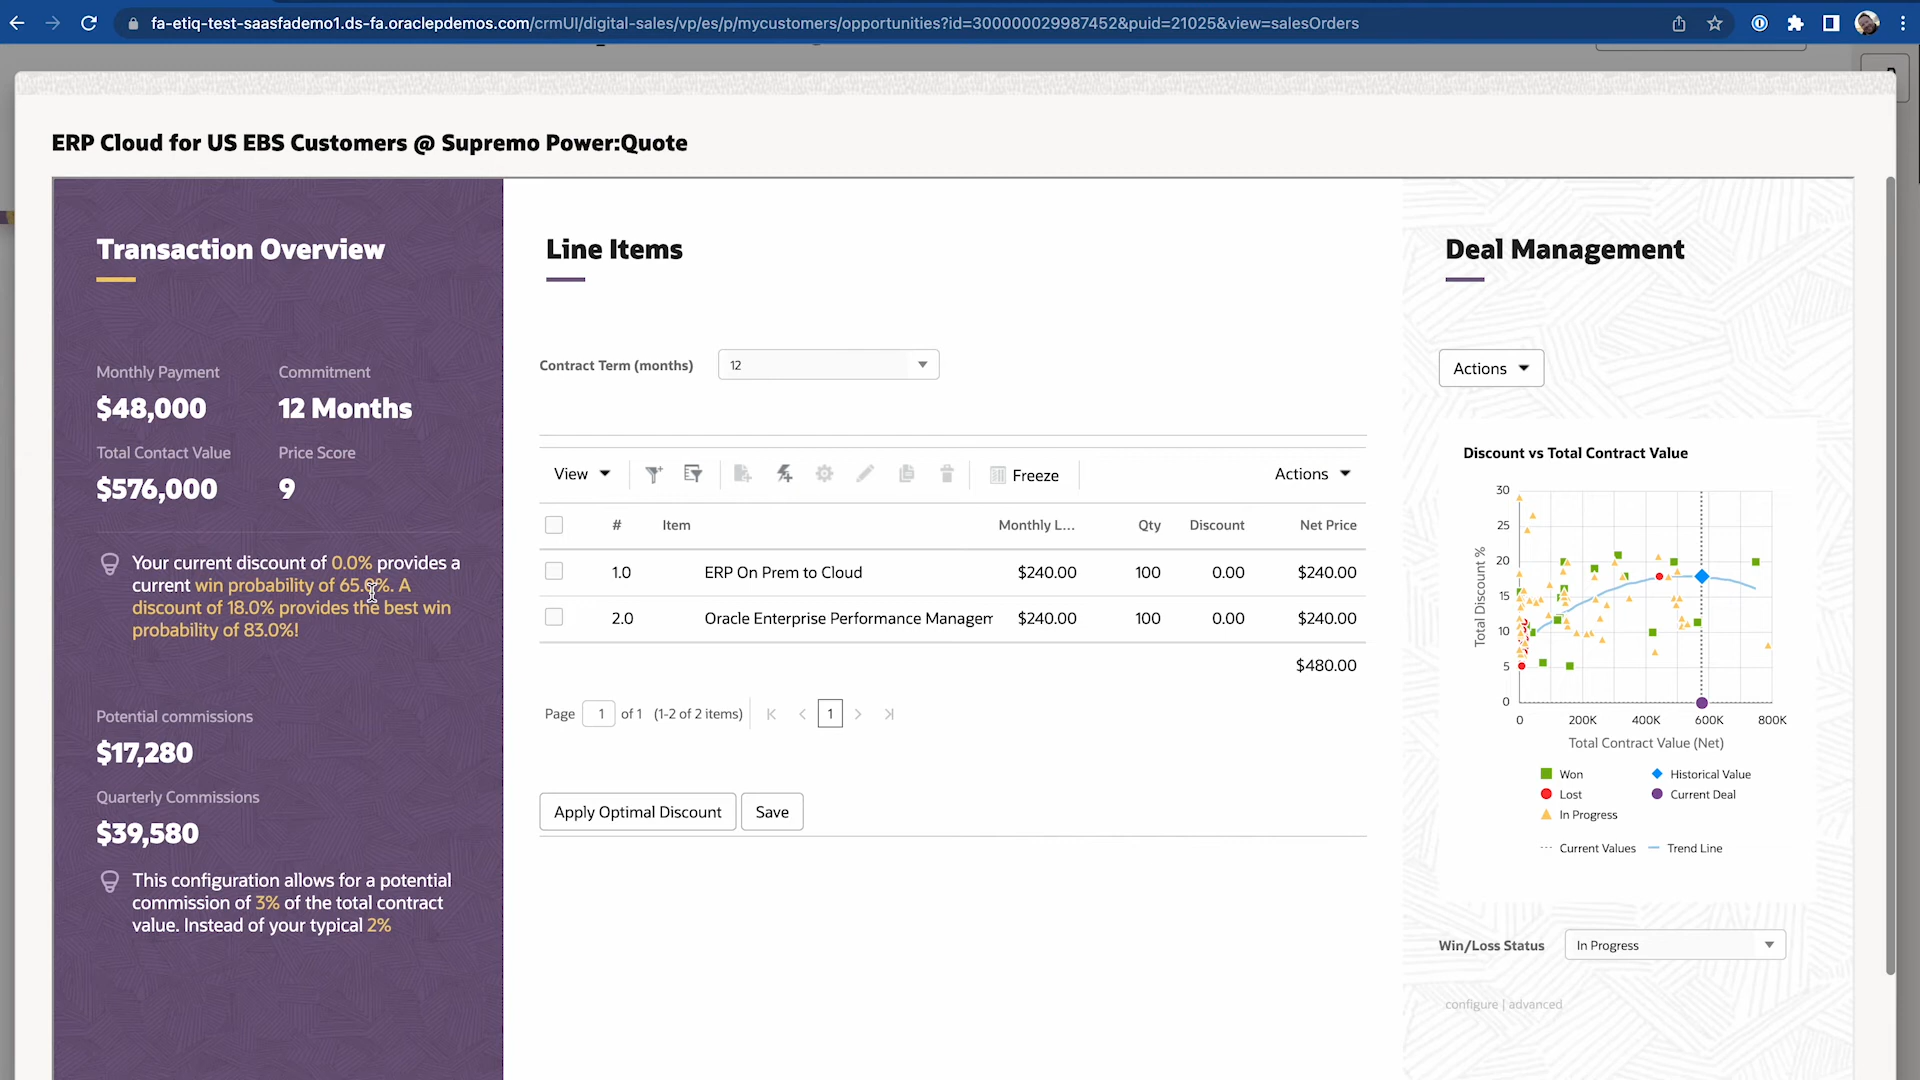 fa-etiq-test-saasfademo1.ds-fa.oraclepdemos.com/crmUI/digital-sales/vp/es/p/mycustomers/opportunities?id=300000029987452&puid=21025&view=salesOrders
ERP Cloud for US EBS Customers @ Supremo Power:Quote
Transaction Overview
Monthly Payment Commitment
$48,000 12 Months
Total Contact Value Price Score
$576,000 9
Your current discount of 0.0% provides a
current win probability of 65.0%. A
discount of 18.0% provides the best win
probability of 83.0%!
Potential commissions
$17,280
Quarterly Commissions
$39,580
This configuration allows for a potential
commission of 3% of the total contract
value. Instead of your typical 2%
Line Items
Contract Term (months) 12
View Freeze Actions
# Item Monthly L... Qty Discount Net Price
1.0 ERP On Prem to Cloud $240.00 100 0.00 $240.00
2.0 Oracle Enterprise Performance Managem $240.00 100 0.00 $240.00
$480.00
Page 1 of 1 (1-2 of 2 items) 1
Apply Optimal Discount Save
Deal Management
Actions
Discount vs Total Contract Value
Total Discount %
30
25
20
15
10
5
0
0 200K 400K 600K 800K
Total Contract Value (Net)
Won Historical Value
Lost Current Deal
In Progress
Current Values Trend Line
Win/Loss Status In Progress
configure | advanced